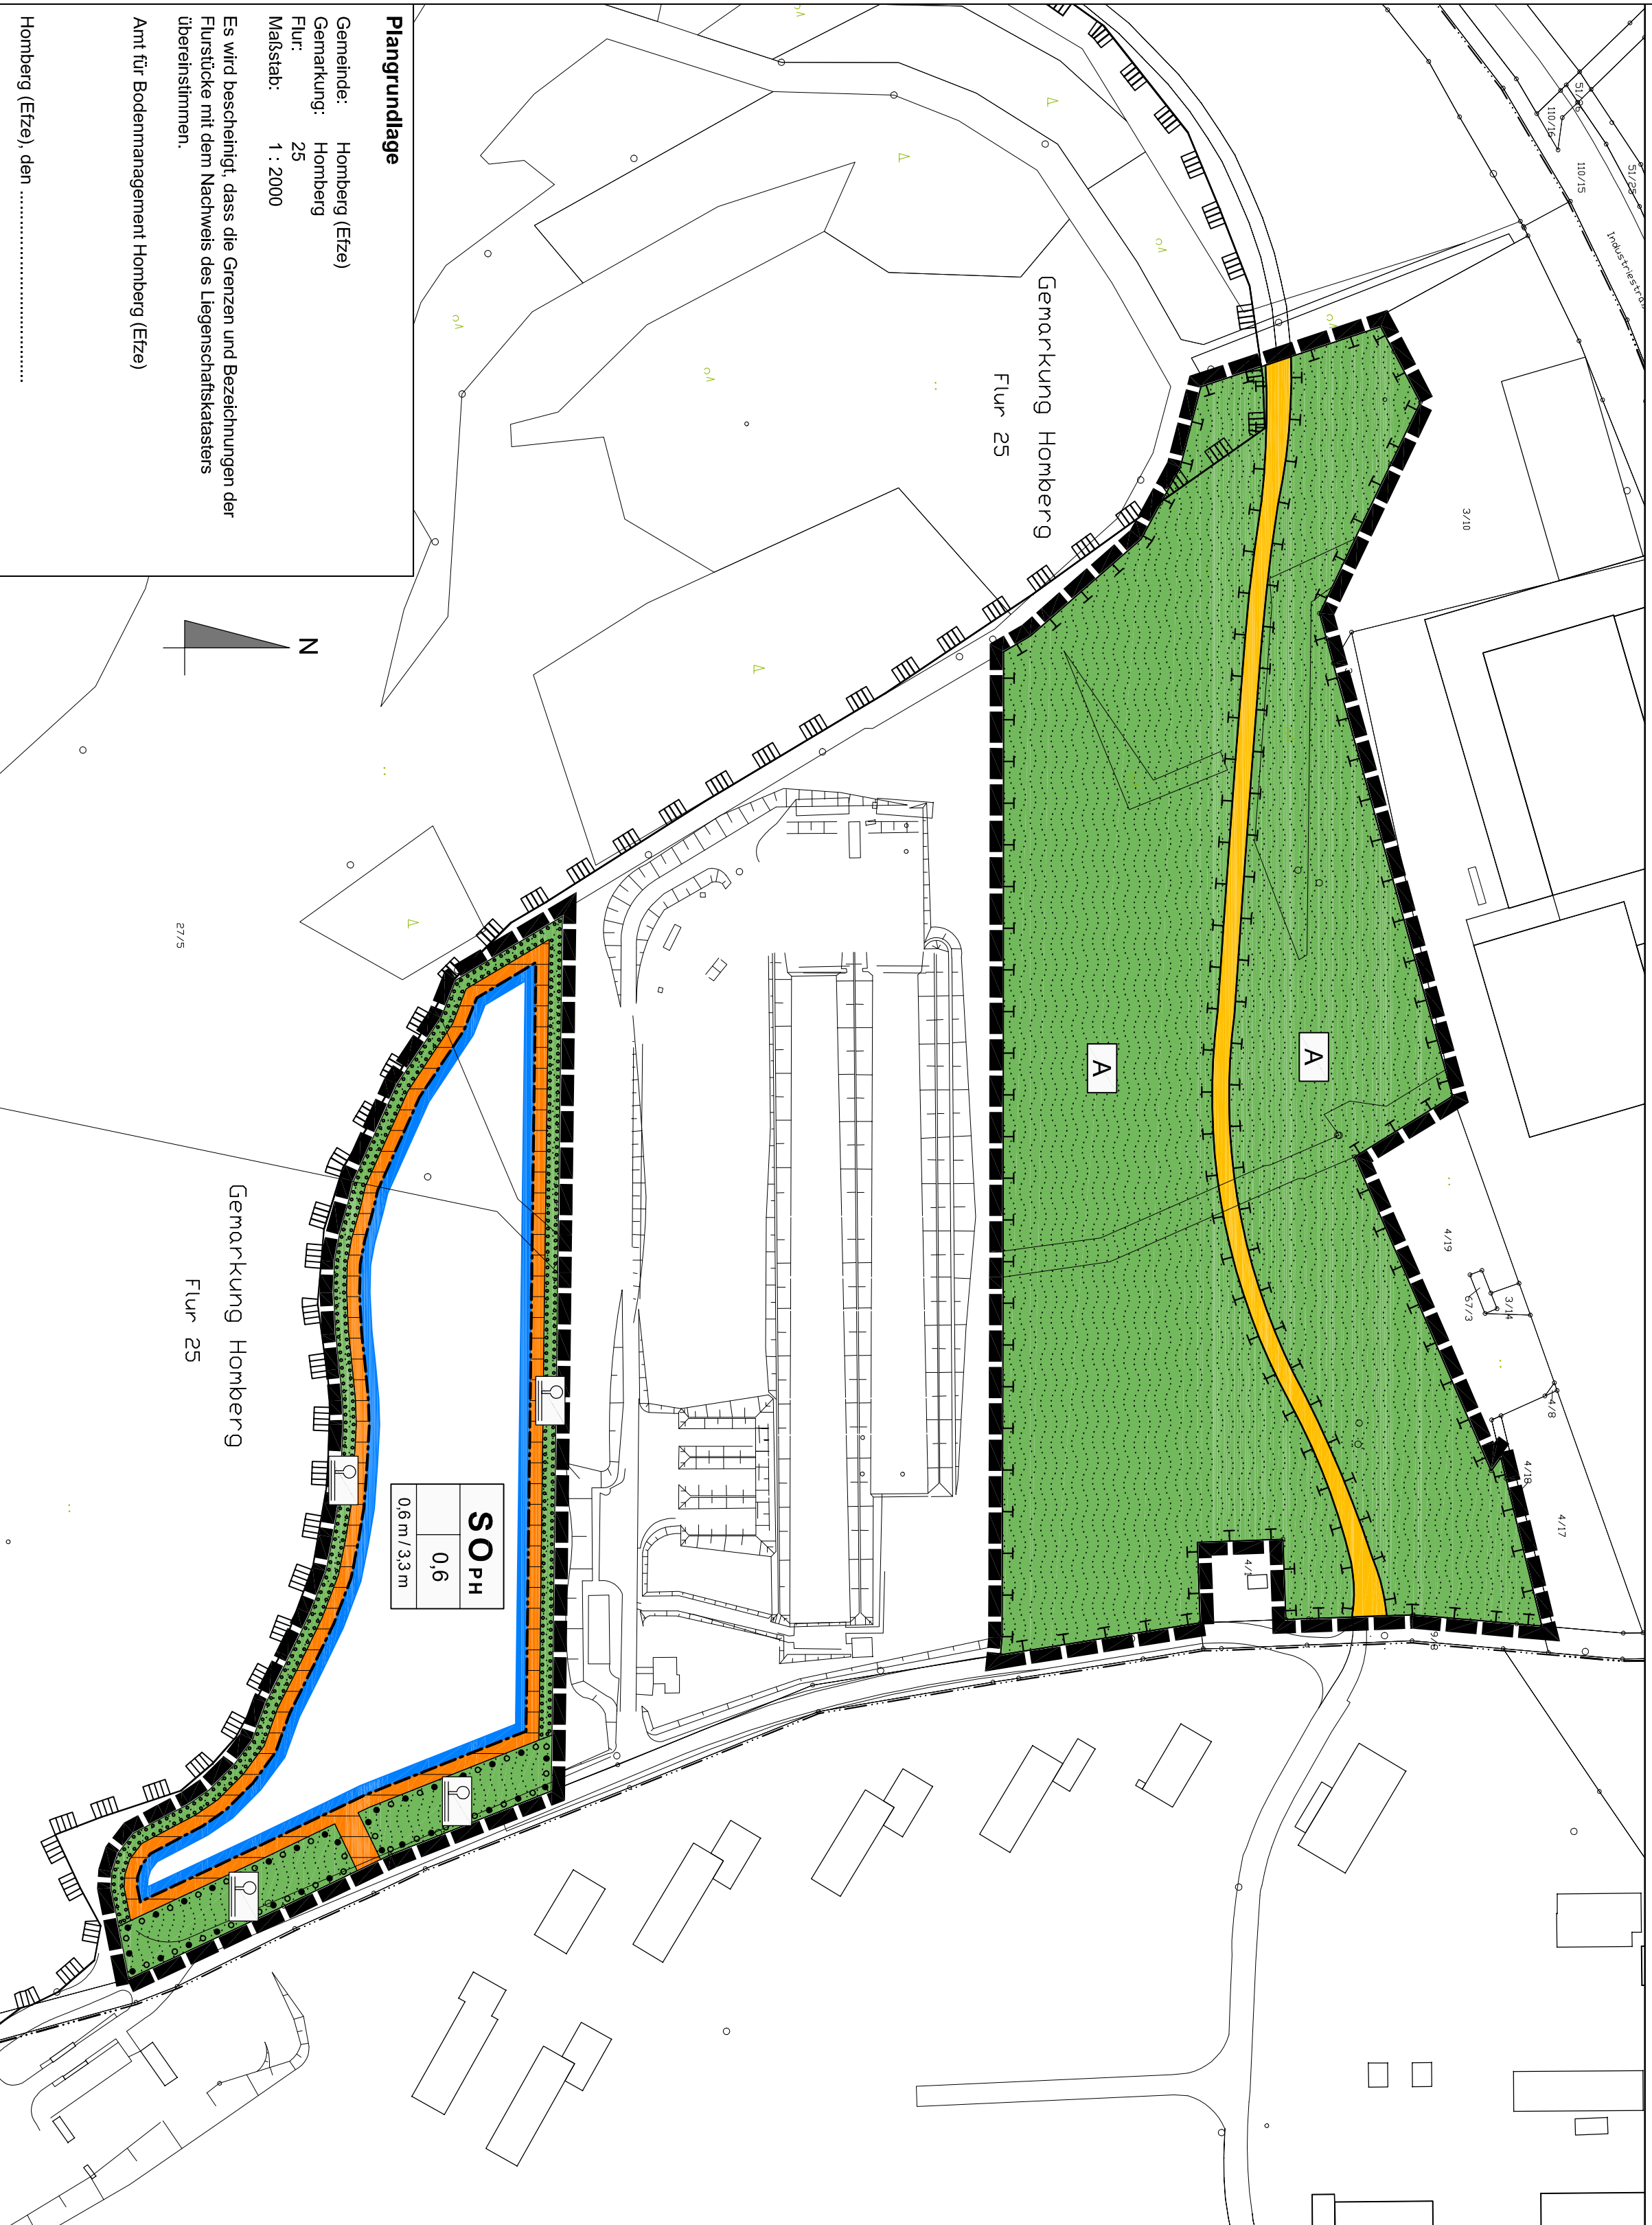 Plangrundlage
Gemeinde: Homberg (Efze)
Gemarkung: Homberg
Flur: 25
Maßstab: 1 : 2000
Es wird bescheinigt, dass die Grenzen und Bezeichnungen der
Flurstücke mit dem Nachweis des Liegenschaftskatasters
übereinstimmen.
Amt für Bodenmanagement Homberg (Efze)
Homberg (Efze), den ........................................
N
Gemarkung Homberg
Flur 25
Gemarkung Homberg
Flur 25
27/5
A
A
SO PH
0,6
0,6 m / 3,3 m
51/25
110/15
110/16
3/10
4/19
3/14
67/3
4/8
4/18
4/17